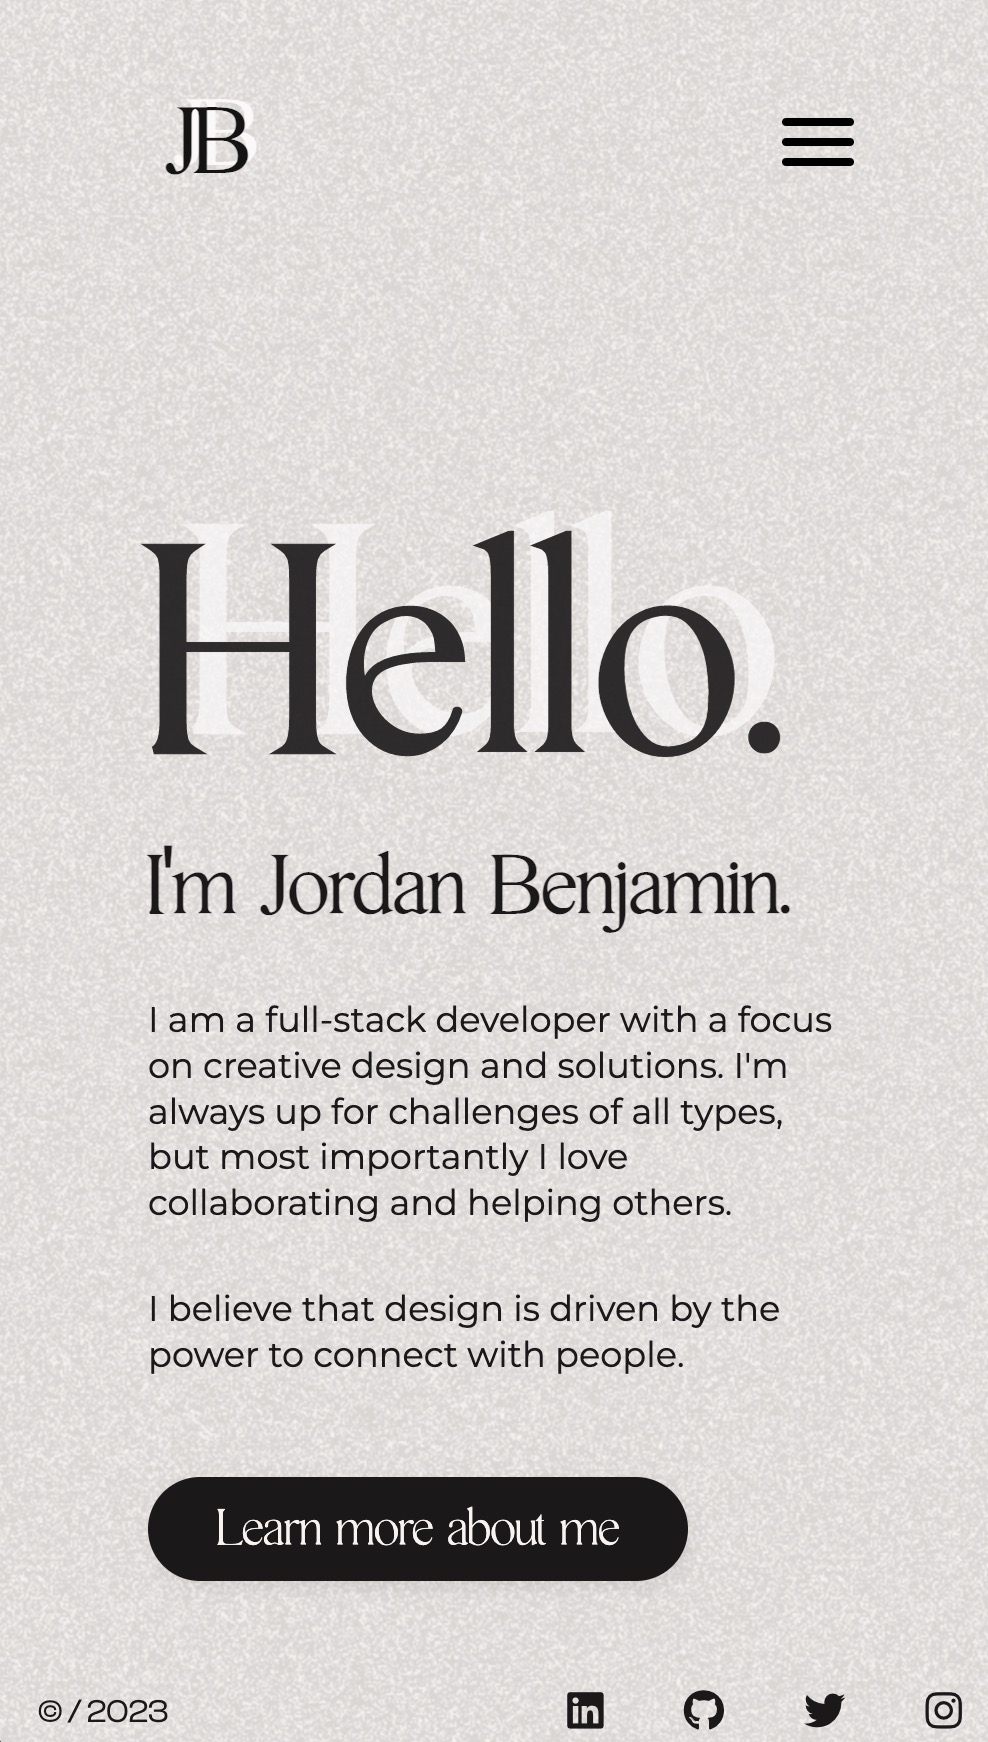 JB
Hello.
I'm Jordan Benjamin.
I am a full-stack developer with a focus
on creative design and solutions. I'm
always up for challenges of all types,
but most importantly I love
collaborating and helping others.
I believe that design is driven by the
power to connect with people.
Learn more about me
© / 2023